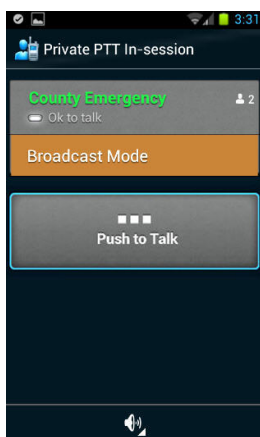 3:31
Private PTT In-session
County Emergency
2
Ok to talk
Broadcast Mode
Push to Talk